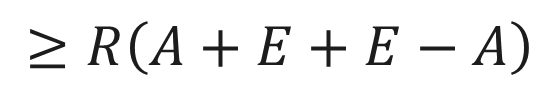 ≥ R(A + E + E − A)